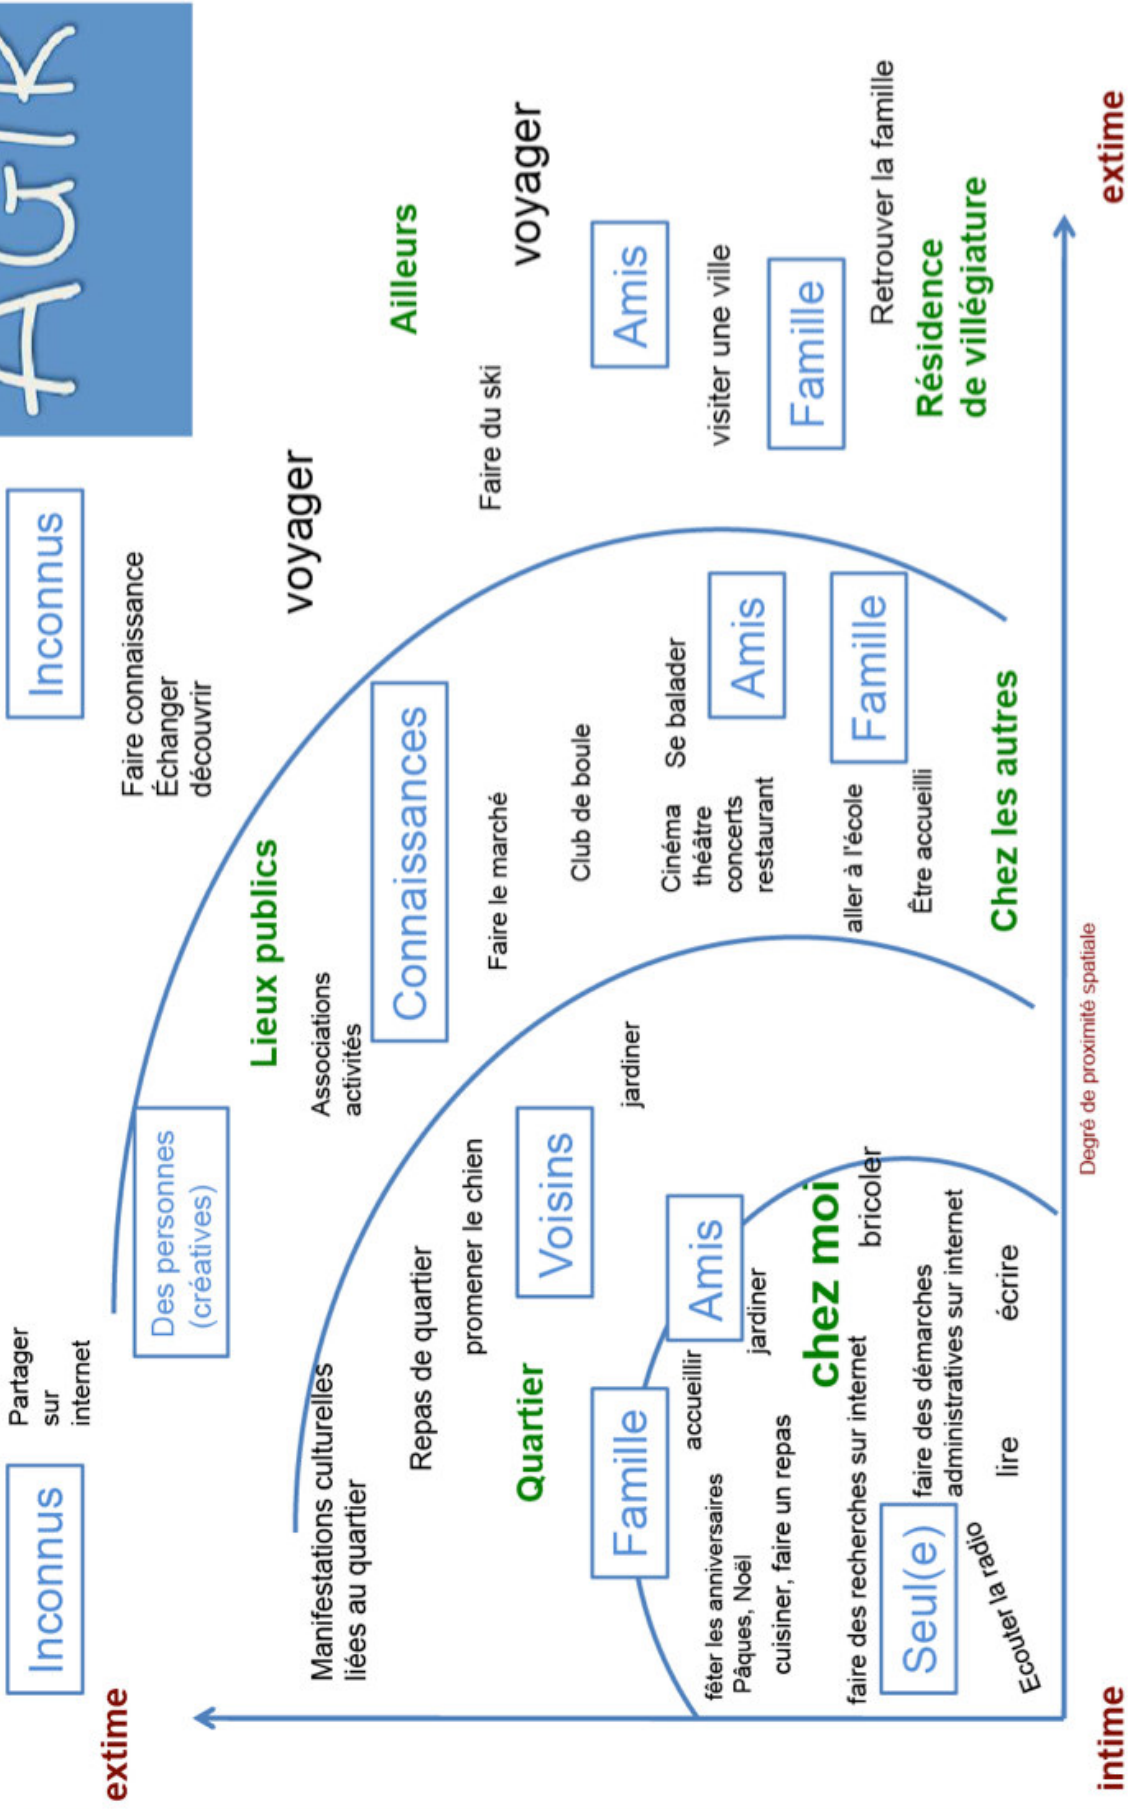 AGIR
Inconnus
Partager
sur
internet
Inconnus
extime
Faire connaissance
Échanger
découvrir
Des personnes
(créatives)
Lieux publics
voyager
Manifestations culturelles
liées au quartier
Associations
activités
Connaissances
Ailleurs
Repas de quartier
promener le chien
Faire le marché
Faire du ski
voyager
Quartier
Voisins
Club de boule
Famille
jardiner
Amis
accueillir
Amis
Se balader
Cinéma
théâtre
concerts
restaurant
visiter une ville
fêter les anniversaires
Pâques, Noël
jardiner
Amis
Famille
cuisiner, faire un repas
chez moi
faire des recherches sur internet
bricoler
aller à l'école
Famille
Retrouver la famille
Seul(e)
faire des démarches
administratives sur internet
Être accueilli
Résidence
de villégiature
Ecouter la radio
lire
écrire
Chez les autres
Degré de proximité spatiale
intime
extime